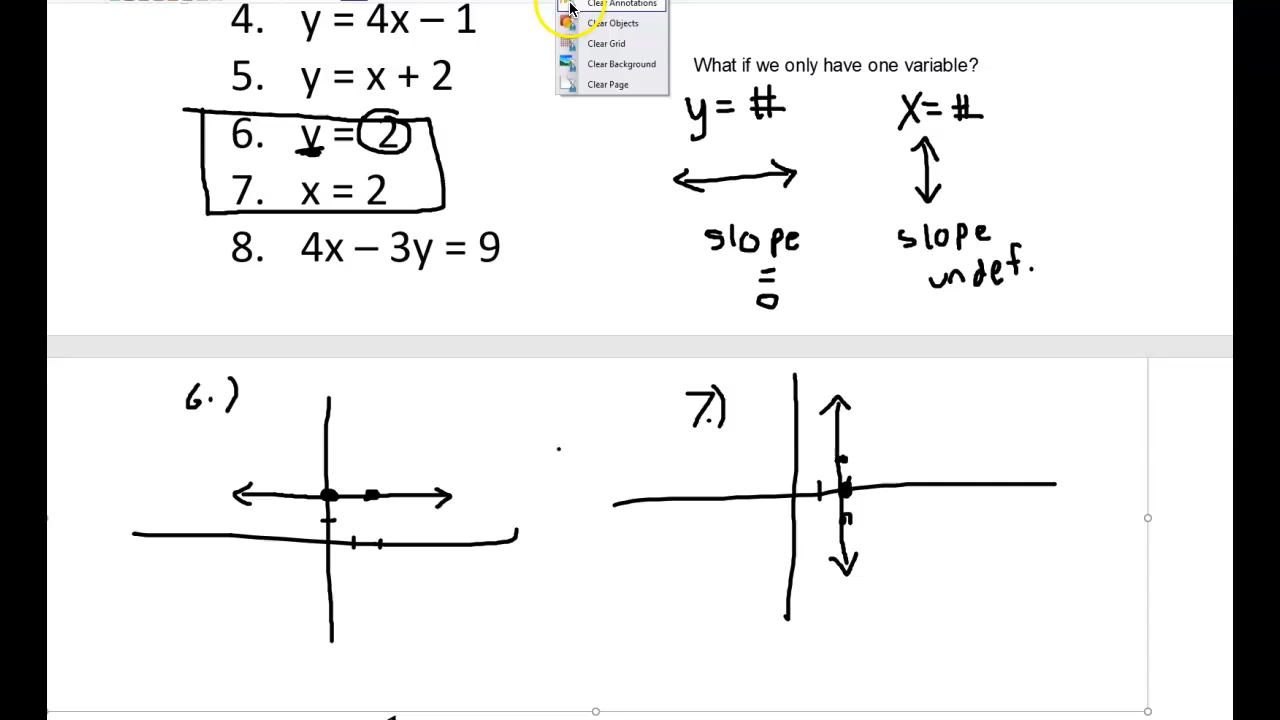 4. y = 4x – 1
5. y = x + 2
6. y = 2
7. x = 2
8. 4x – 3y = 9
Clear Annotations
Clear Objects
Clear Grid
Clear Background
Clear Page
What if we only have one variable?
y = #
slope
=
0
X = #
slope
undef.
6.)
7.)